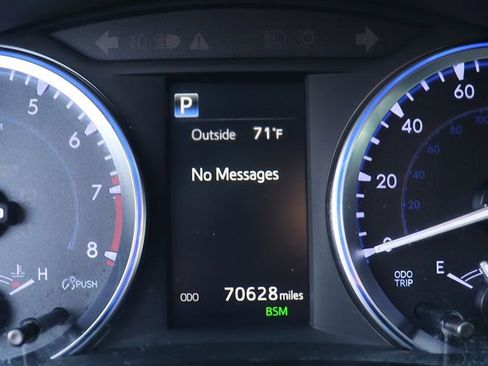 P
Outside 71°F
No Messages
ODO 70628 miles
BSM
5
6
7
8
H
PUSH
60
40
20
0
100
ODO
TRIP
E